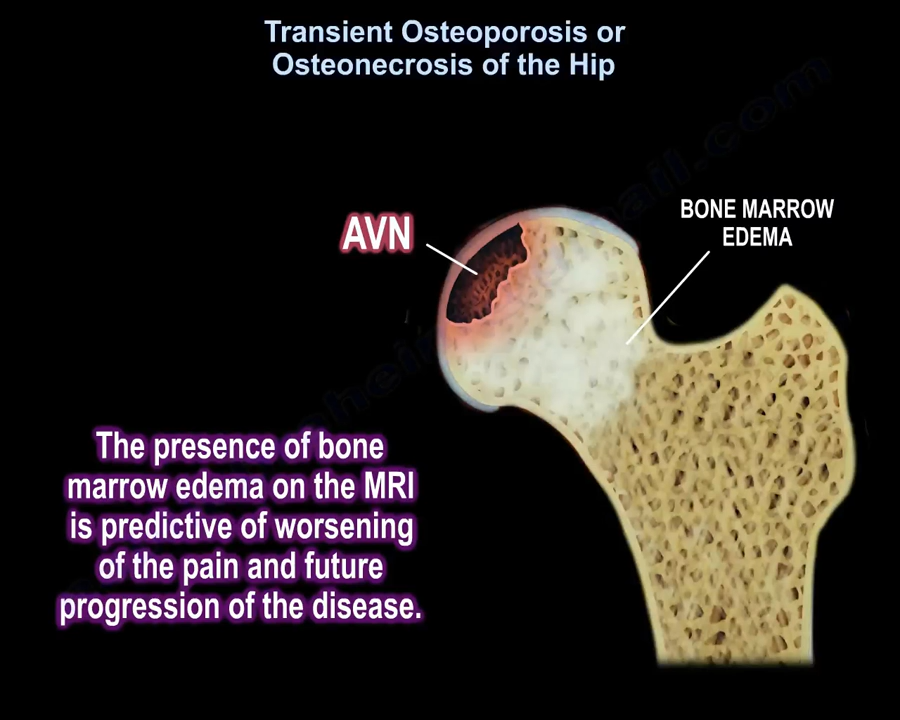 Transient Osteoporosis or
Osteonecrosis of the Hip
AVN
BONE MARROW
EDEMA
The presence of bone
marrow edema on the MRI
is predictive of worsening
of the pain and future
progression of the disease.